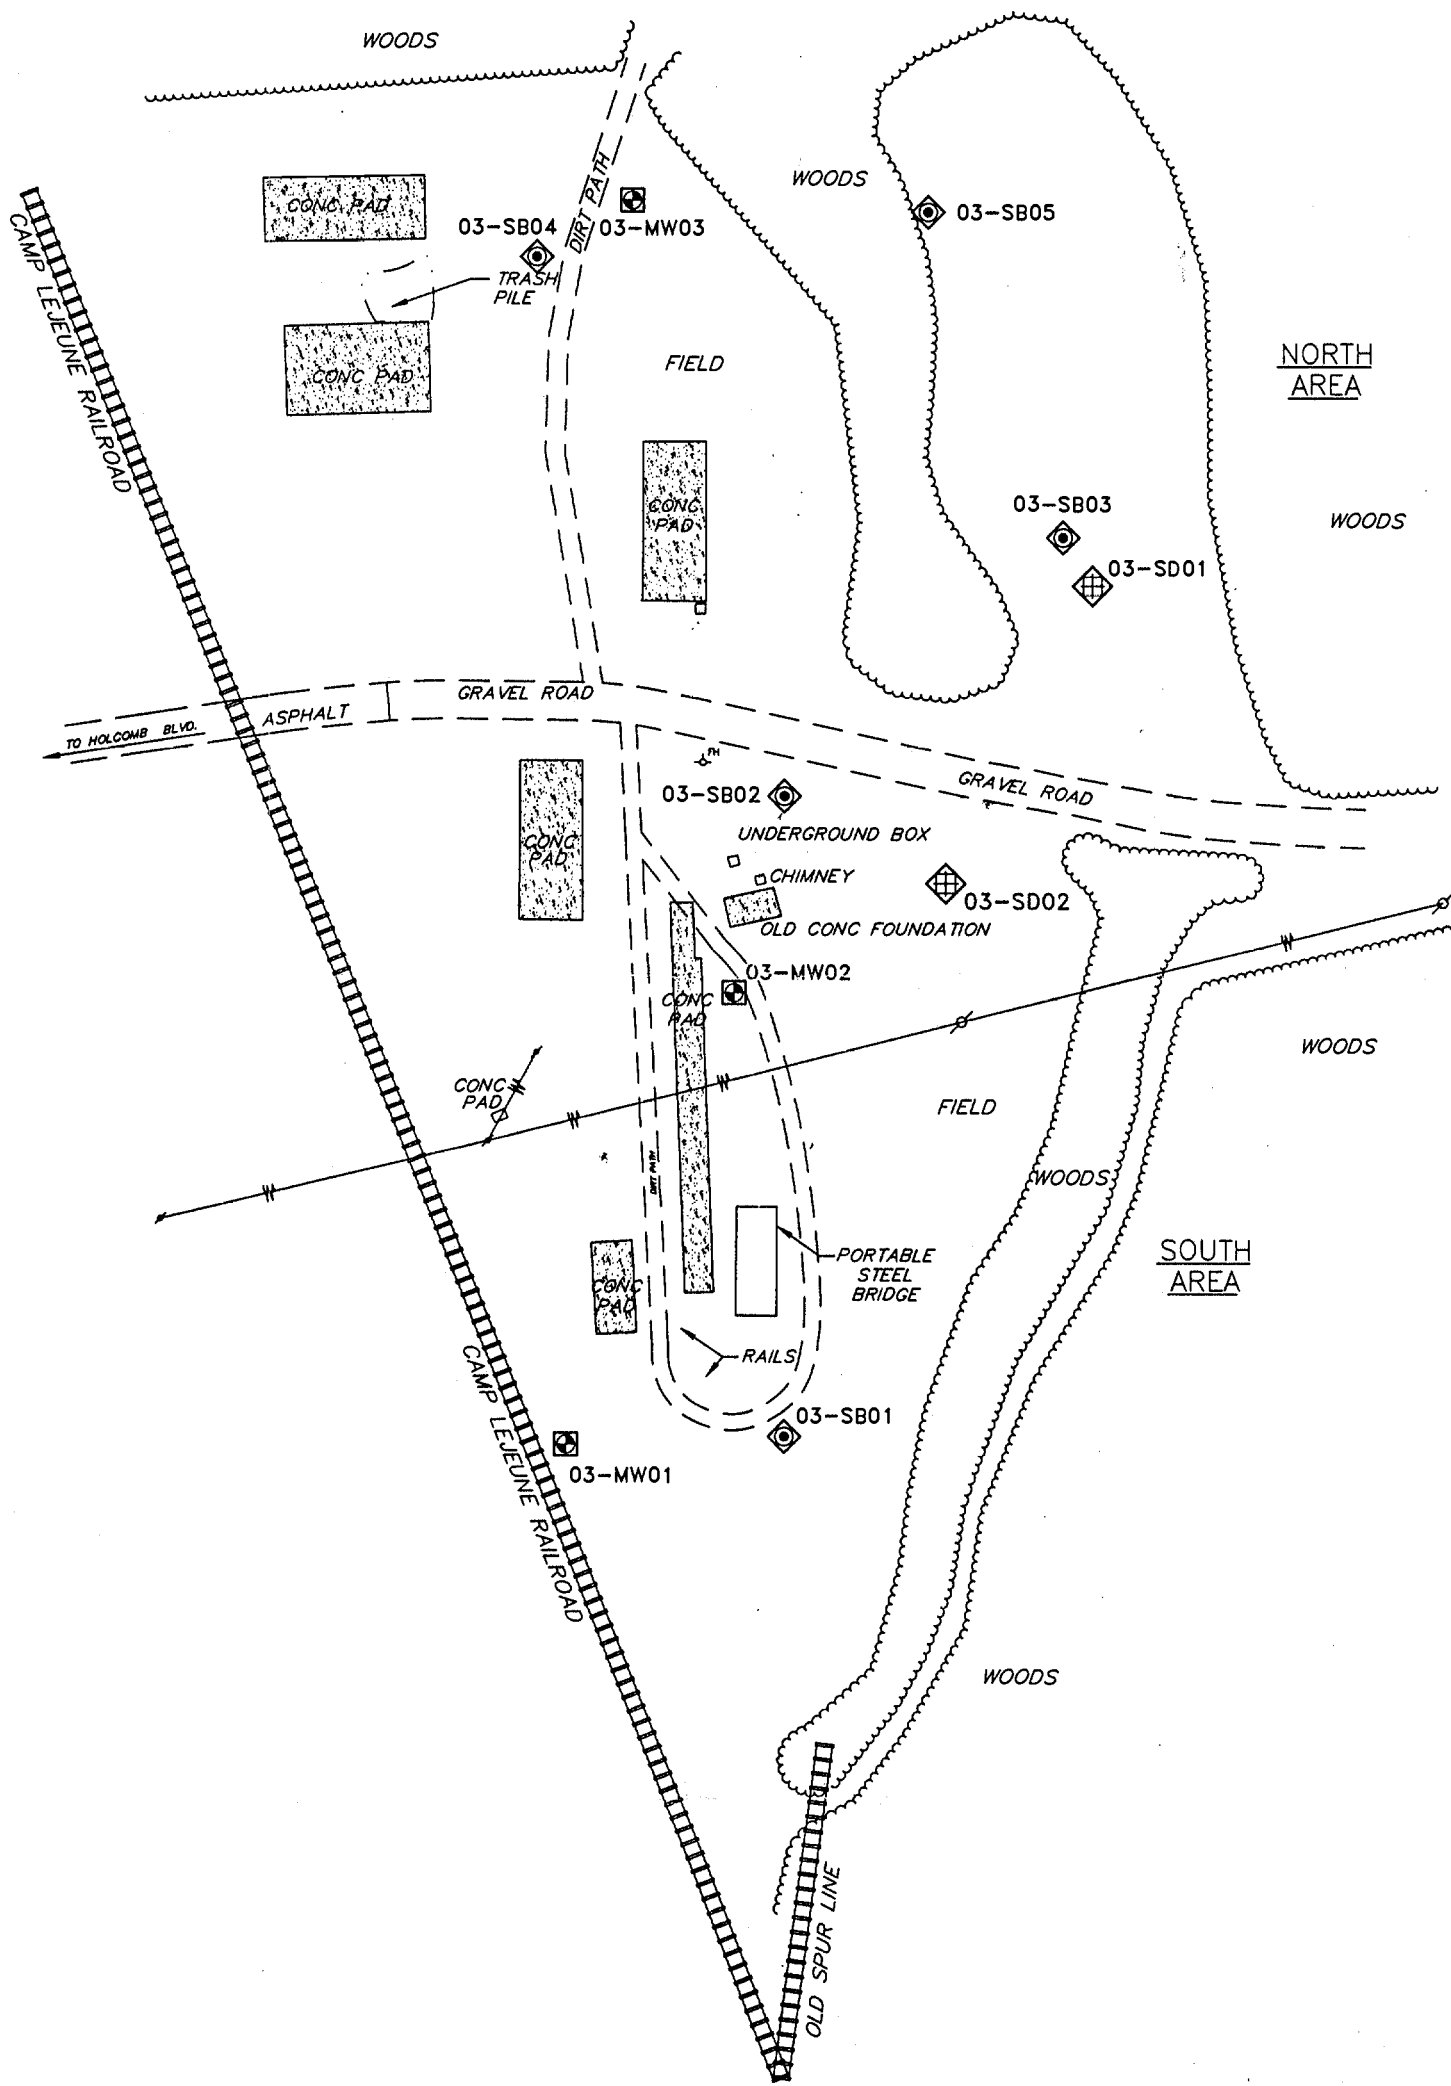 WOODS
WOODS
CONC PAD
03-SB04
DIRT PATH
03-MW03
03-SB05
TRASH
PILE
CAMP LEJEUNE RAILROAD
CONC PAD
FIELD
NORTH
AREA
CONC
PAD
03-SB03
WOODS
03-SD01
GRAVEL ROAD
ASPHALT
TO HOLCOMB BLVD.
FH
GRAVEL ROAD
03-SB02
UNDERGROUND BOX
CONC
PAD
CHIMNEY
03-SD02
OLD CONC FOUNDATION
03-MW02
CONC
PAD
WOODS
CONC
PAD
FIELD
DIRT PATH
WOODS
PORTABLE
STEEL
BRIDGE
SOUTH
AREA
CONC
PAD
RAILS
CAMP LEJEUNE RAILROAD
03-SB01
03-MW01
WOODS
OLD SPUR LINE